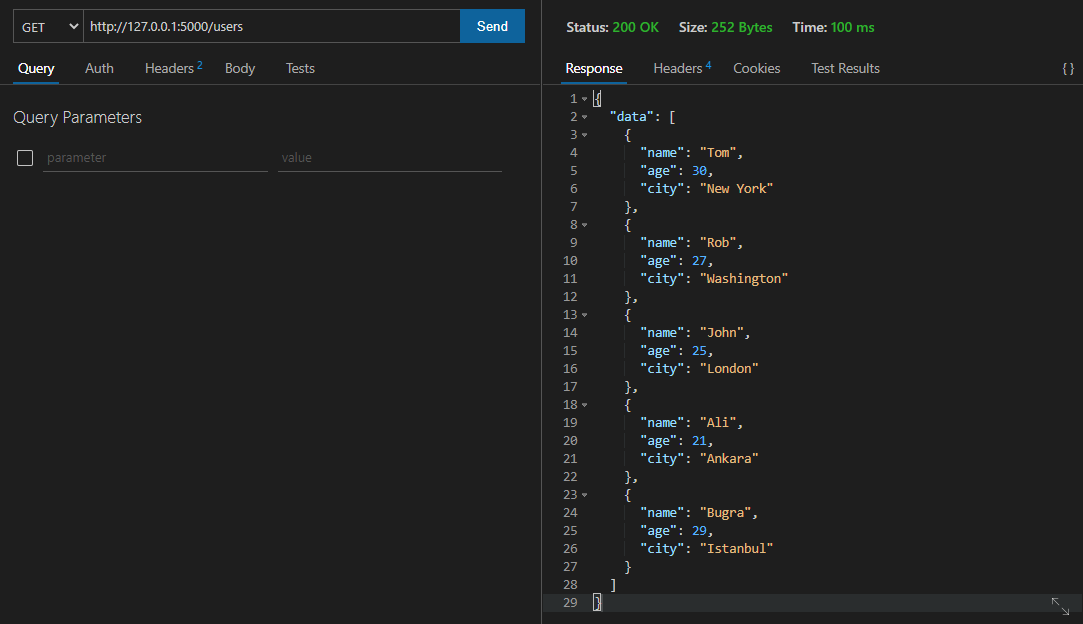 GET http://127.0.0.1:5000/users Send
Query Auth Headers 2 Body Tests
Query Parameters
parameter value
Status: 200 OK Size: 252 Bytes Time: 100 ms
Response Headers 4 Cookies Test Results { }
1 {
2 "data": [
3 {
4 "name": "Tom",
5 "age": 30,
6 "city": "New York"
7 },
8 {
9 "name": "Rob",
10 "age": 27,
11 "city": "Washington"
12 },
13 {
14 "name": "John",
15 "age": 25,
16 "city": "London"
17 },
18 {
19 "name": "Ali",
20 "age": 21,
21 "city": "Ankara"
22 },
23 {
24 "name": "Bugra",
25 "age": 29,
26 "city": "Istanbul"
27 }
28 ]
29 }